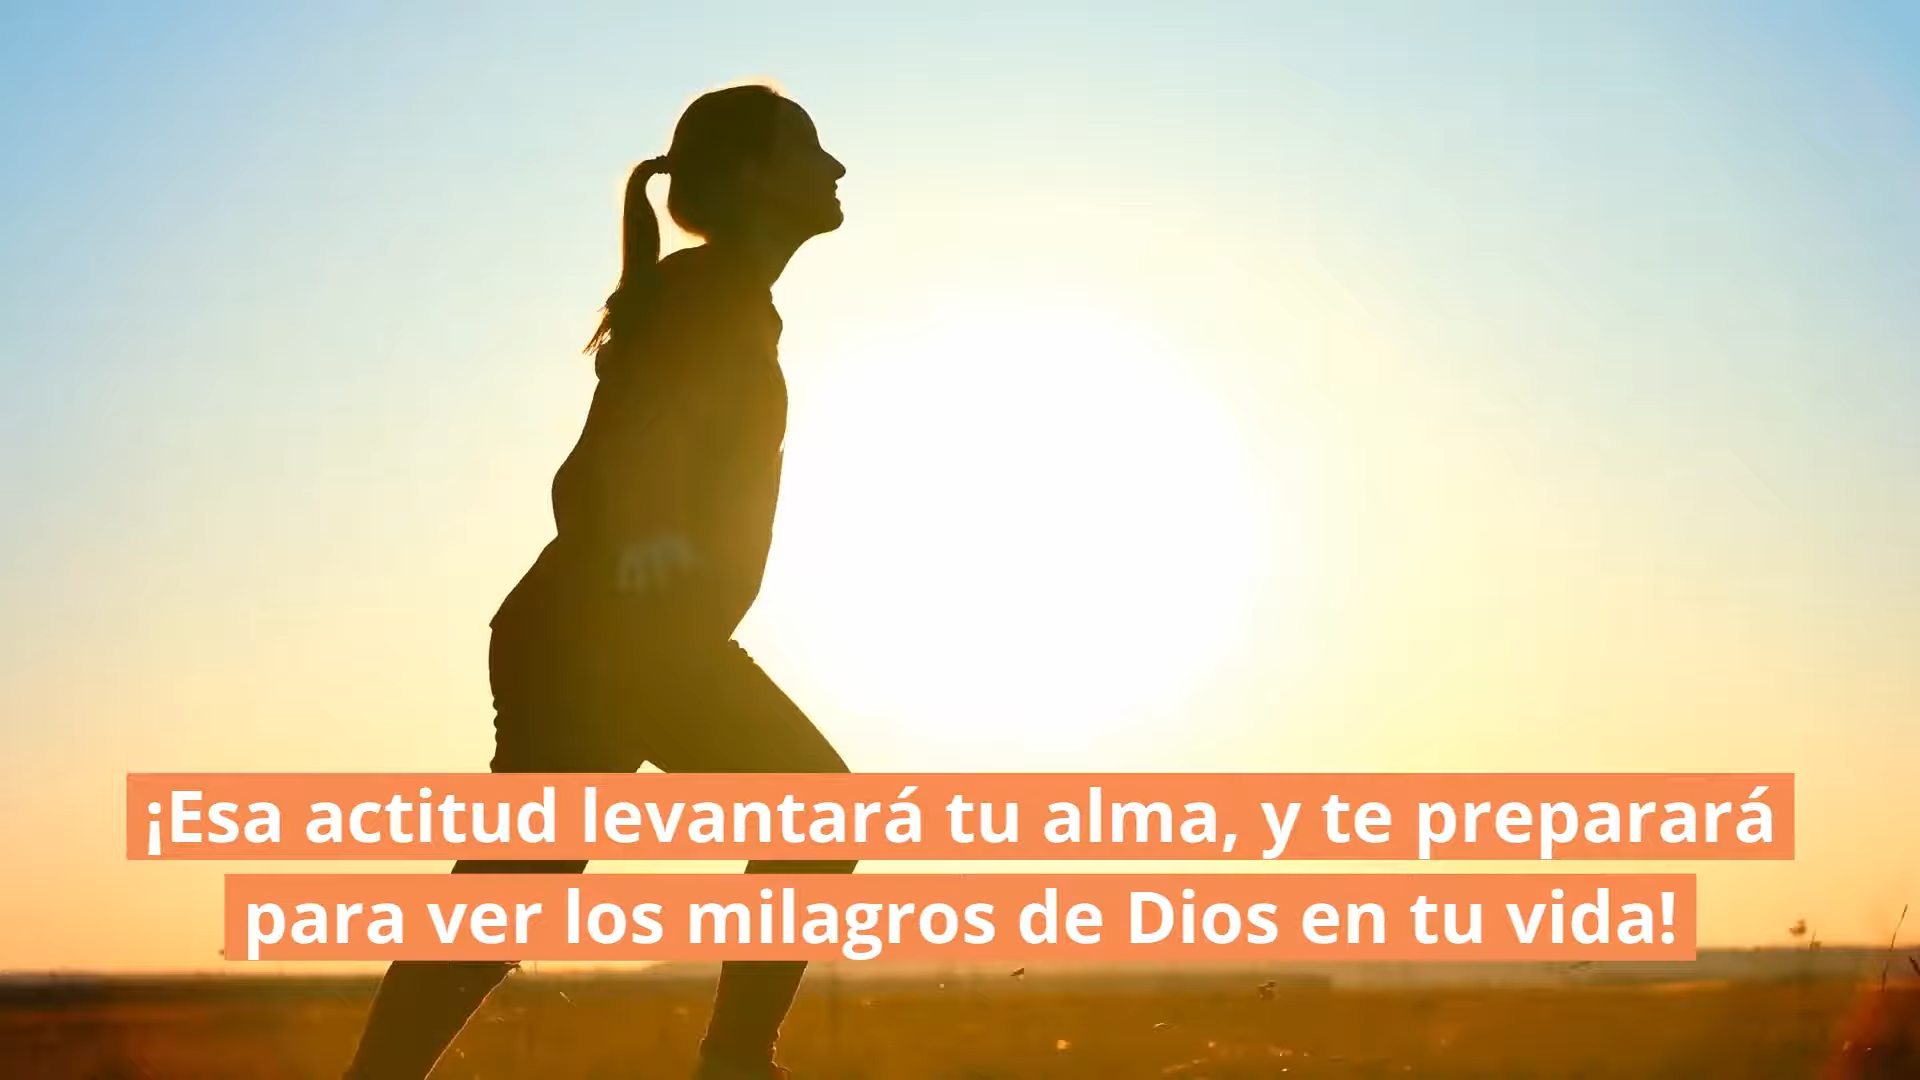 ¡Esa actitud levantará tu alma, y te preparará
para ver los milagros de Dios en tu vida!